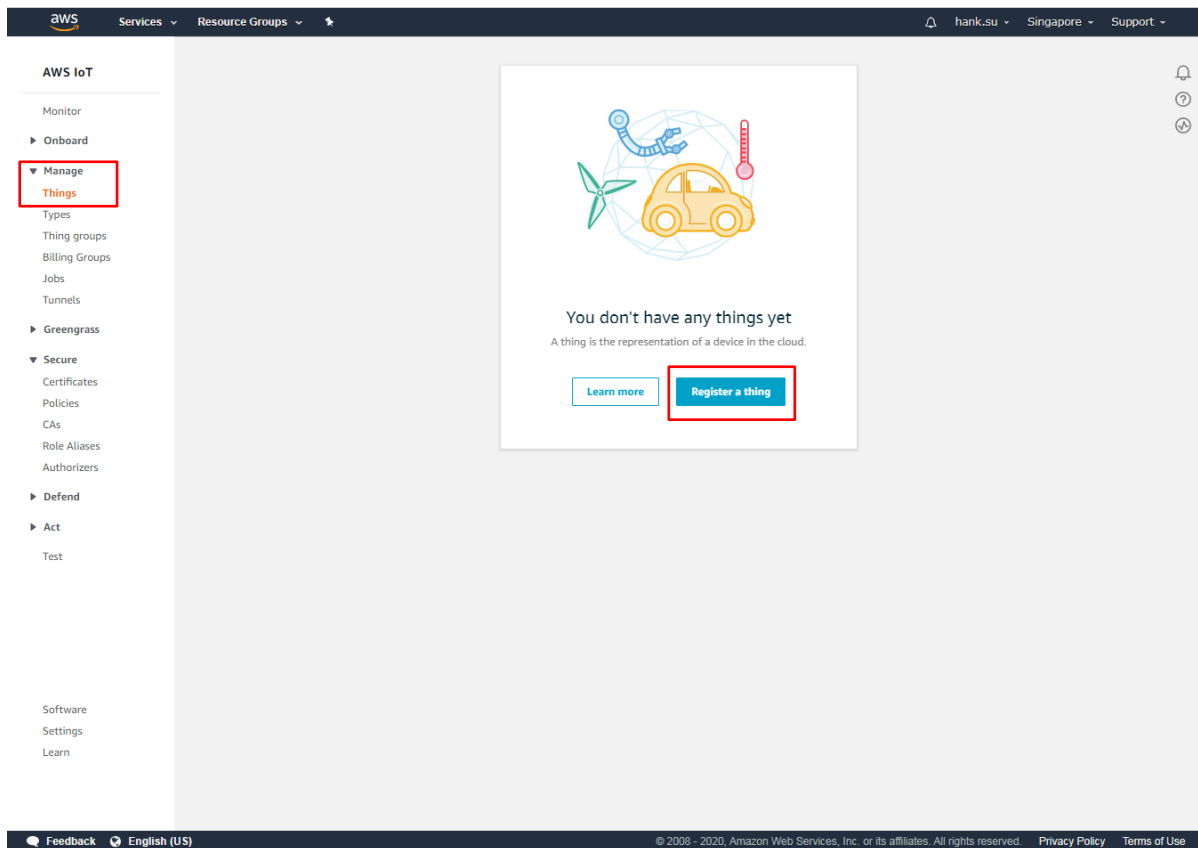 aws Services Resource Groups hank.su Singapore Support
AWS IoT
Monitor
Onboard
Manage
Things
Types
Thing groups
Billing Groups
Jobs
Tunnels
Greengrass
Secure
Certificates
Policies
CAs
Role Aliases
Authorizers
Defend
Act
Test
Software
Settings
Learn
You don't have any things yet
A thing is the representation of a device in the cloud.
Learn more Register a thing
Feedback English (US) © 2008 - 2020, Amazon Web Services, Inc. or its affiliates. All rights reserved. Privacy Policy Terms of Use